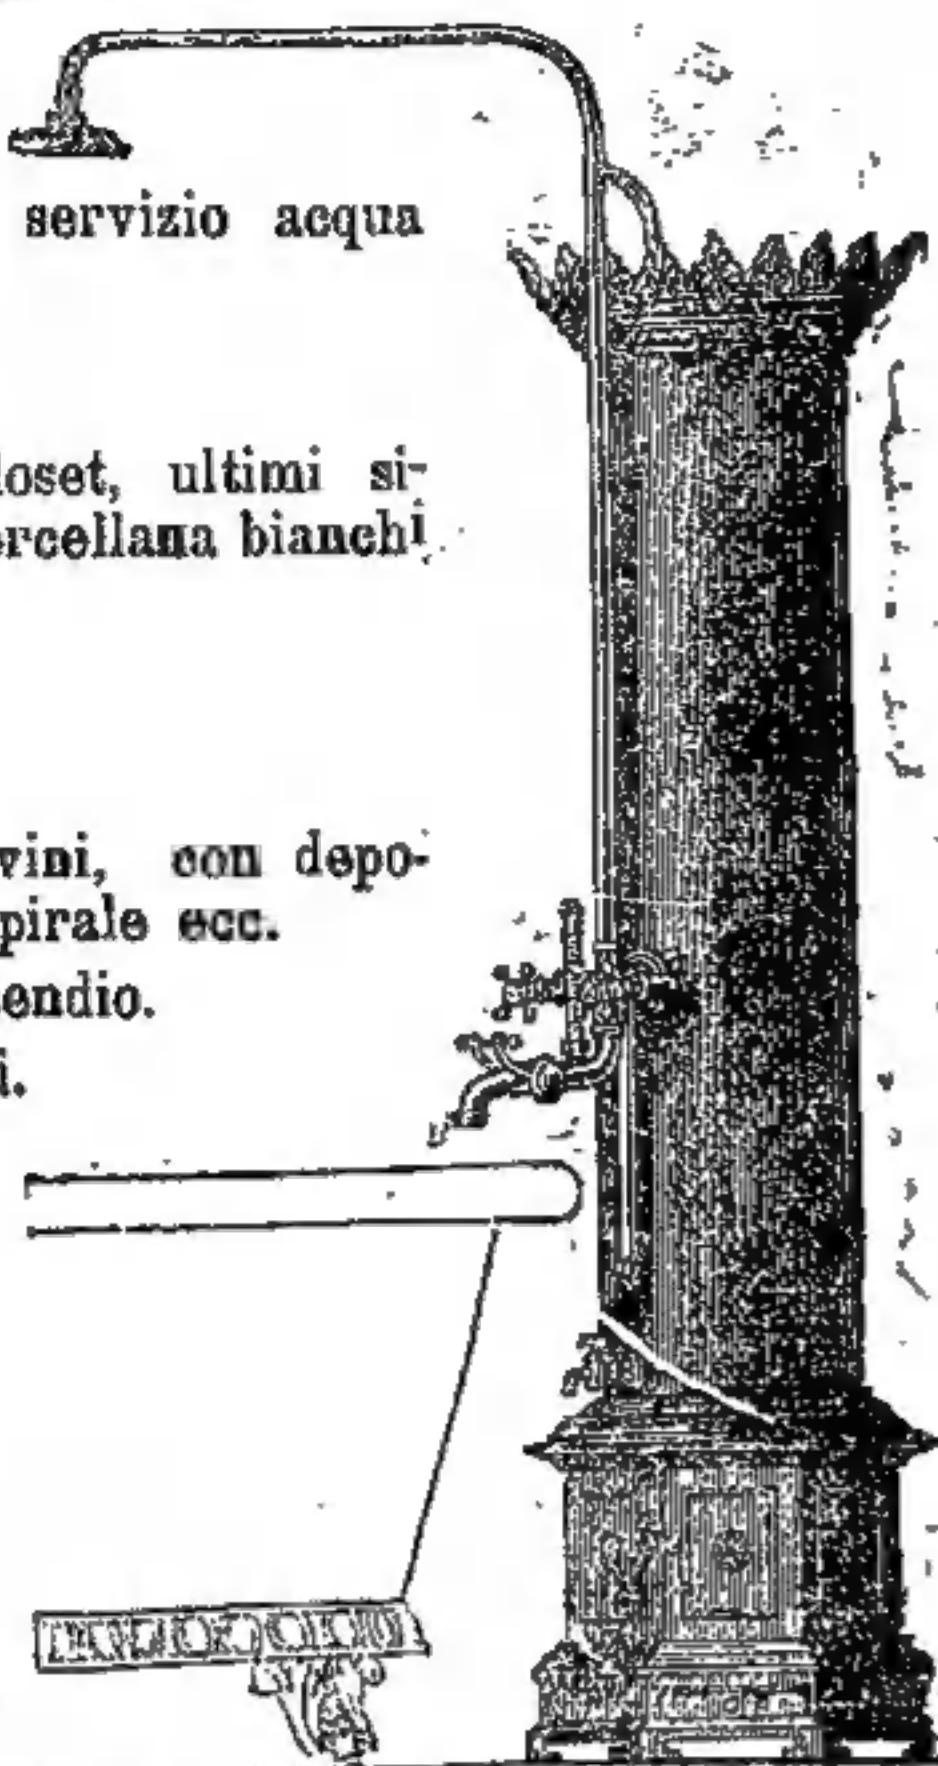 servizio acqua
loset, ultimi si-
ercellana bianchi
vini, con depo-
pirale ecc.
endio.
i.